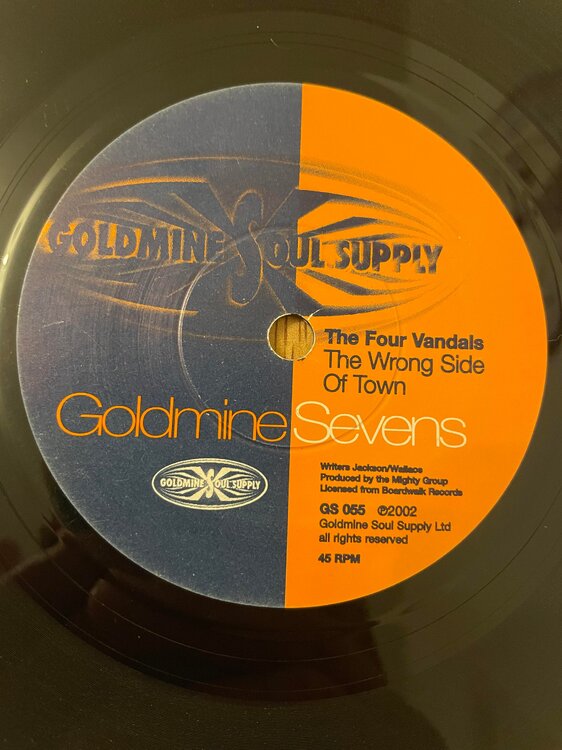 GOLDMINE SOUL SUPPLY
The Four Vandals
The Wrong Side
Of Town
Goldmine Sevens
GOLDMINE SOUL SUPPLY
Writers Jackson/Wallace
Produced by the Mighty Group
Licensed from Boardwalk Records
GS 055 ℗2002
Goldmine Soul Supply Ltd
all rights reserved
45 RPM